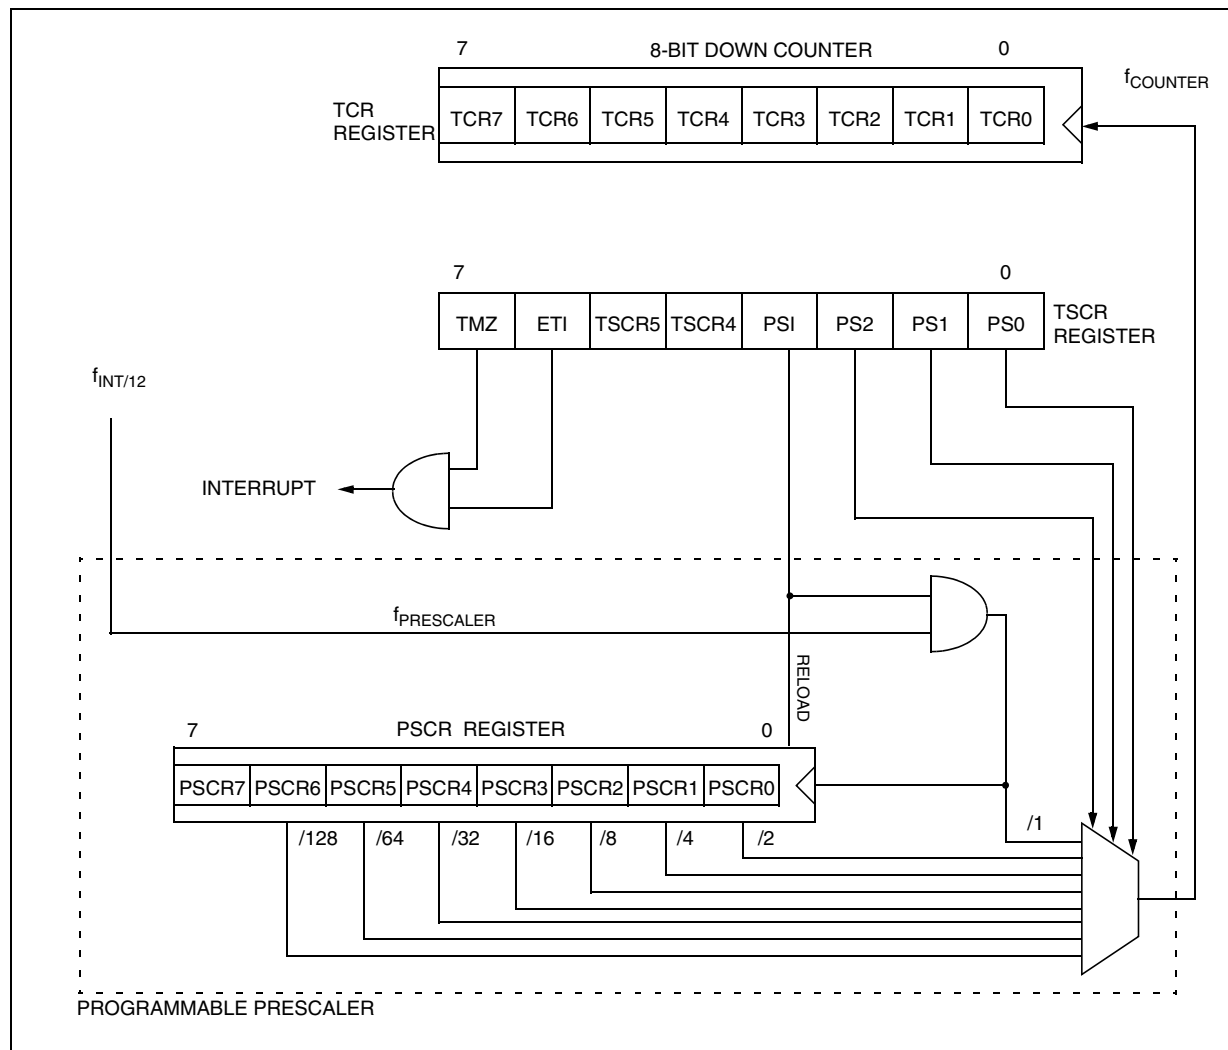 7 8-BIT DOWN COUNTER 0
fCOUNTER
TCR
REGISTER
TCR7 TCR6 TCR5 TCR4 TCR3 TCR2 TCR1 TCR0
7 0
TMZ ETI TSCR5 TSCR4 PSI PS2 PS1 PS0
TSCR
REGISTER
fINT/12
INTERRUPT
fPRESCALER
RELOAD
7 PSCR REGISTER 0
PSCR7 PSCR6 PSCR5 PSCR4 PSCR3 PSCR2 PSCR1 PSCR0
/128 /64 /32 /16 /8 /4 /2 /1
PROGRAMMABLE PRESCALER